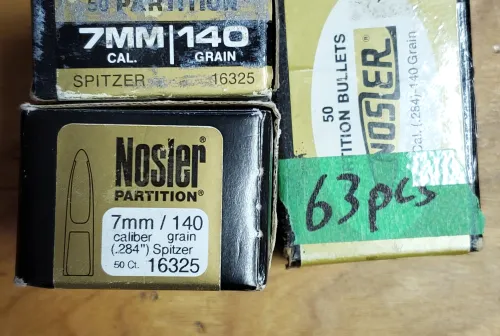 50 PARTITION
7MM 140
CAL. GRAIN
SPITZER 16325
Nosler
PARTITION®
7mm / 140
caliber grain
(.284") Spitzer
50 Ct. 16325
50
PARTITION BULLETS
NOSLER
Cal. (.284), 140 Grain
63pcs